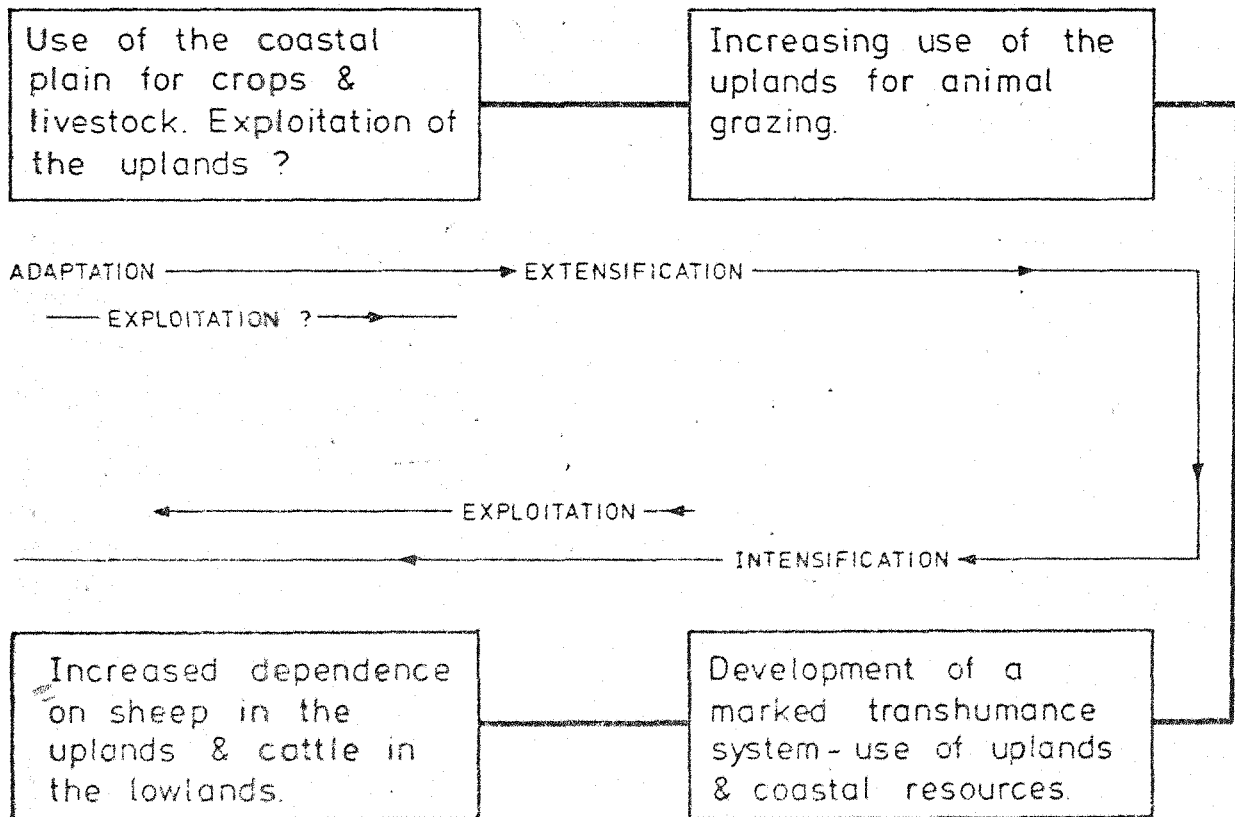 Use of the coastal
plain for crops &
livestock. Exploitation of
the uplands ?
Increasing use of the
uplands for animal
grazing.
ADAPTATION
EXTENSIFICATION
EXPLOITATION ?
EXPLOITATION
INTENSIFICATION
Increased dependence
on sheep in the
uplands & cattle in
the lowlands.
Development of a
marked transhumance
system - use of uplands
& coastal resources.